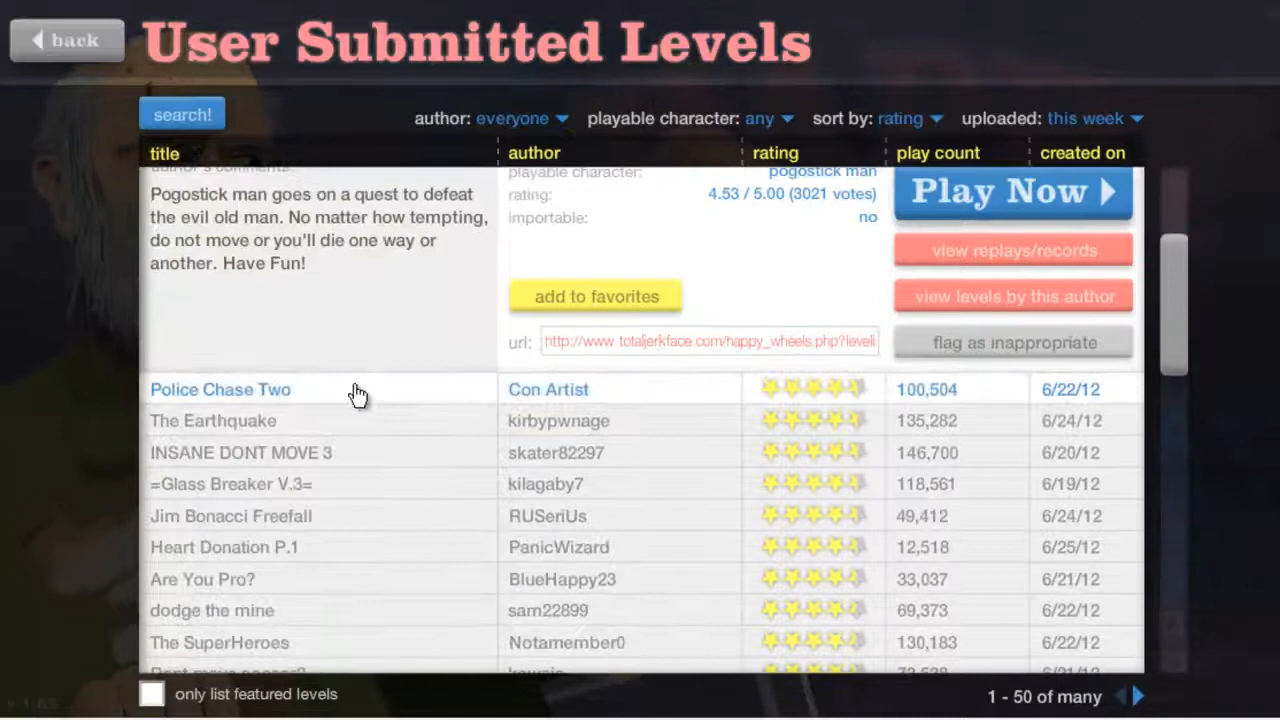 back
User Submitted Levels
search!
author: everyone playable character: any sort by: rating uploaded: this week
title author rating play count created on
author's comments:
playable character: pogostick man
Pogostick man goes on a quest to defeat
the evil old man. No matter how tempting,
do not move or you'll die one way or
another. Have Fun!
rating: 4.53 / 5.00 (3021 votes)
importable: no
add to favorites
url: http://www.totaljerkface.com/happy_wheels.php?leveli
Play Now
view replays/records
view levels by this author
flag as inappropriate
Police Chase Two Con Artist 100,504 6/22/12
The Earthquake kirbypwnage 135,282 6/24/12
INSANE DONT MOVE 3 skater82297 146,700 6/20/12
=Glass Breaker V.3= kilagaby7 118,561 6/19/12
Jim Bonacci Freefall RUSeriUs 49,412 6/24/12
Heart Donation P.1 PanicWizard 12,518 6/25/12
Are You Pro? BlueHappy23 33,037 6/21/12
dodge the mine sam22899 69,373 6/22/12
The SuperHeroes Notamember0 130,183 6/22/12
only list featured levels
1 - 50 of many